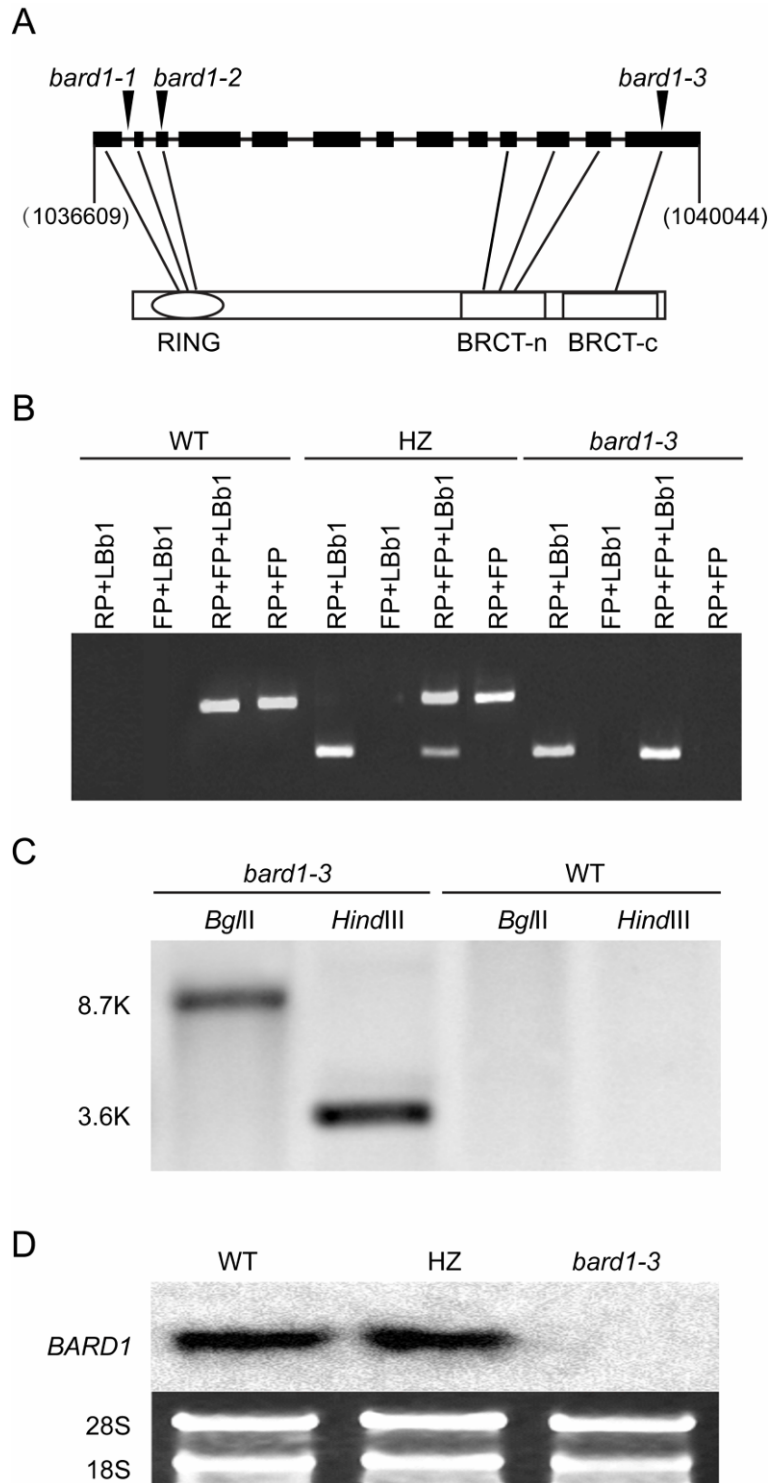 A
bard1-1 bard1-2 bard1-3
(1036609) (1040044)
RING BRCT-n BRCT-c
B
WT HZ bard1-3
RP+LBb1 FP+LBb1 RP+FP+LBb1 RP+FP RP+LBb1 FP+LBb1 RP+FP+LBb1 RP+FP RP+LBb1 FP+LBb1 RP+FP+LBb1 RP+FP
C
bard1-3 WT
BglII HindIII BglII HindIII
8.7K
3.6K
D
WT HZ bard1-3
BARD1
28S
18S